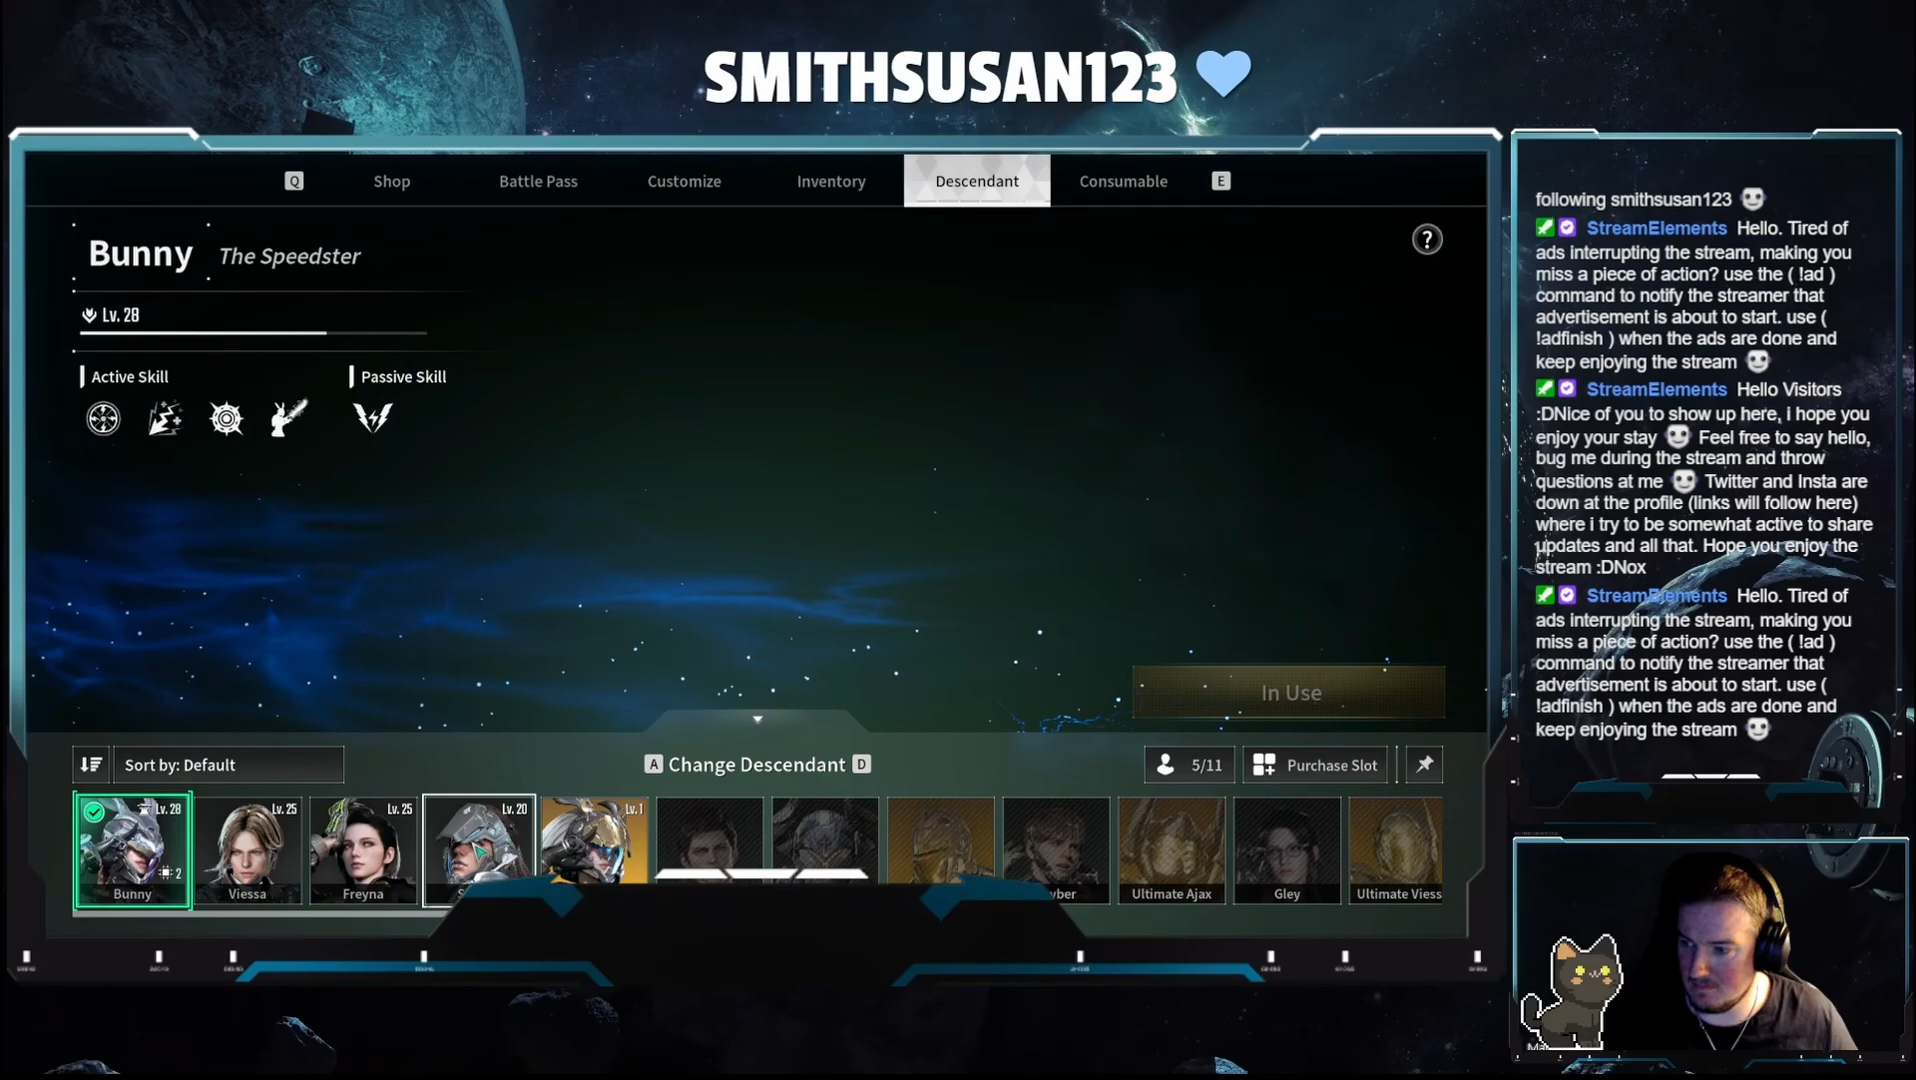 SMITHSUSAN123
Q
Shop
Battle Pass
Customize
Inventory
Descendant
Consumable
E
Bunny
The Speedster
?
Lv. 28
Active Skill
Passive Skill
In Use
Sort by: Default
A Change Descendant D
5/11
Purchase Slot
Lv. 28
Lv. 25
Lv. 25
Lv. 20
Lv. 1
2
Bunny
Viessa
Freyna
Ultimate Ajax
Gley
Ultimate Viess
following smithsusan123
StreamElements Hello. Tired of
ads interrupting the stream, making you
miss a piece of action? use the ( !ad )
command to notify the streamer that
advertisement is about to start. use (
!adfinish ) when the ads are done and
keep enjoying the stream
StreamElements Hello Visitors
:DNice of you to show up here, i hope you
enjoy your stay Feel free to say hello,
bug me during the stream and throw
questions at me Twitter and Insta are
down at the profile (links will follow here)
where i try to be somewhat active to share
updates and all that. Hope you enjoy the
stream :DNox
StreamElements Hello. Tired of
ads interrupting the stream, making you
miss a piece of action? use the ( !ad )
command to notify the streamer that
advertisement is about to start. use (
!adfinish ) when the ads are done and
keep enjoying the stream